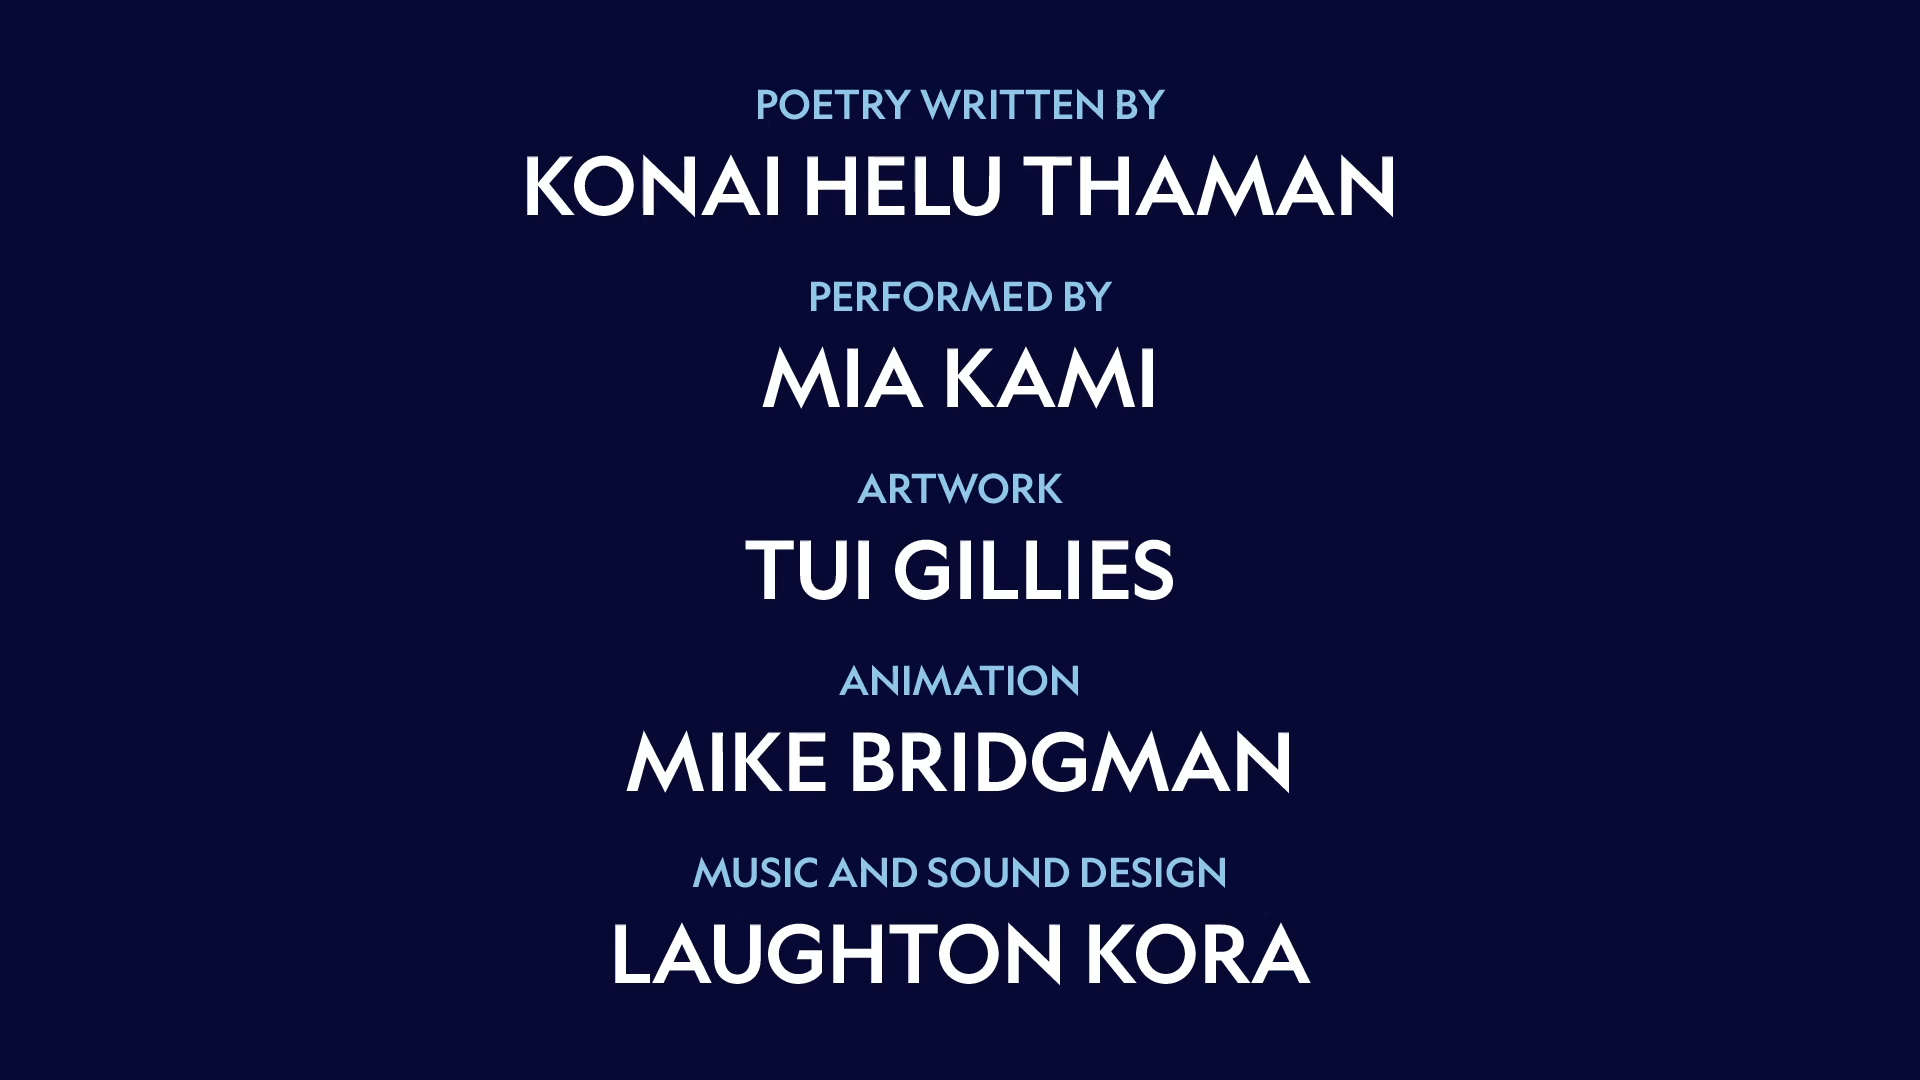 POETRY WRITTEN BY
KONAI HELU THAMAN
PERFORMED BY
MIA KAMI
ARTWORK
TUI GILLIES
ANIMATION
MIKE BRIDGMAN
MUSIC AND SOUND DESIGN
LAUGHTON KORA